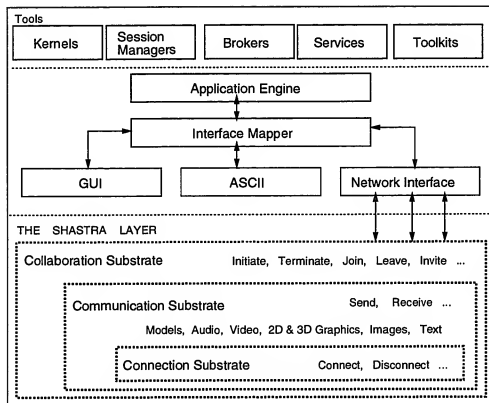 Tools
Kernels
Session
Managers
Brokers
Services
Toolkits
Application Engine
Interface Mapper
GUI
ASCII
Network Interface
THE SHASTRA LAYER
Collaboration Substrate Initiate, Terminate, Join, Leave, Invite ...
Communication Substrate Send, Receive ...
Models, Audio, Video, 2D & 3D Graphics, Images, Text
Connection Substrate Connect, Disconnect ...